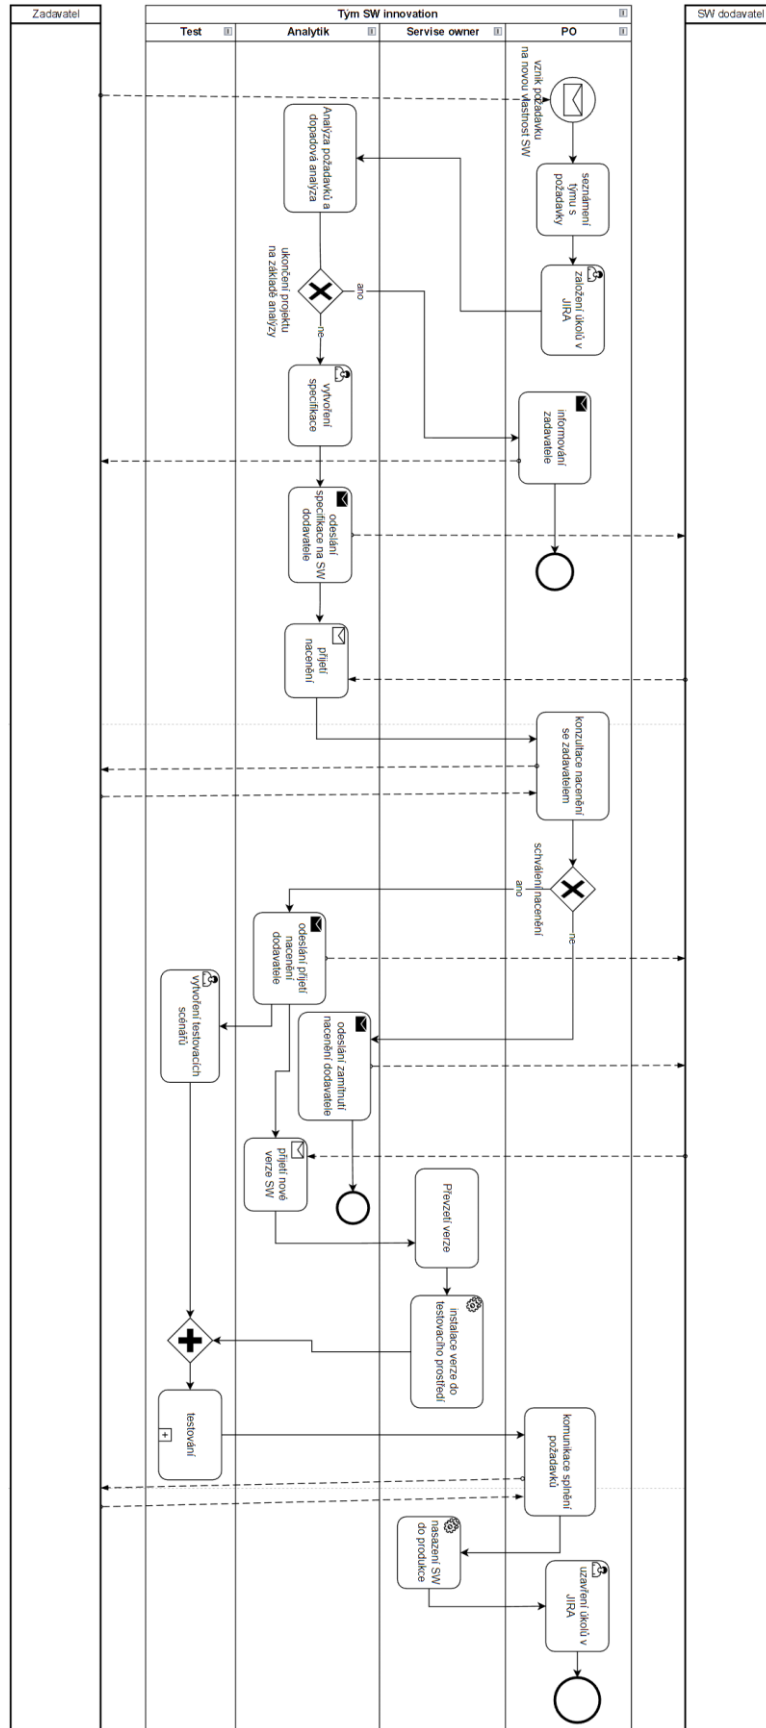 Zadavatel
Tým SW innovation
SW dodavatel
Test
Analytik
Servise owner
PO
vznik požadavku
na novou vlastnost SW
seznámení
týmu s
požadavky
založení úkolů v
JIRA
Analýza požadavků a
dopadová analýza
ukončení projektu
na základě analýzy
ano
ne
vytvoření
specifikace
informování
zadavatele
odeslání
specifikace na SW
dodavatele
přijetí
nacenění
konzultace nacenění
se zadavatelem
schválení nacenění
ano
ne
odeslání přijetí
nacenění
dodavatele
vytvoření testovacích
scénářů
odeslání zamítnutí
nacenění dodavatele
přijetí nové
verze SW
Převzetí verze
instalace verze do
testovacího prostředí
testování
komunikace splnění
požadavků
nasazení SW
do produkce
uzavření úkolů v
JIRA